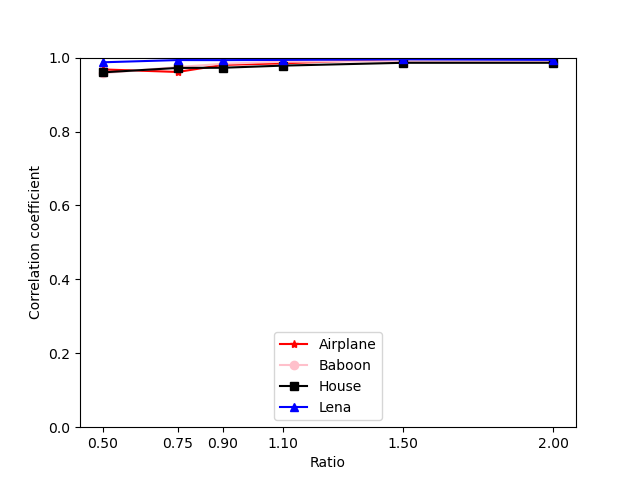 1.0
0.8
0.6
0.4
0.2
0.0
Correlation coefficient
Airplane
Baboon
House
Lena
0.50 0.75 0.90 1.10 1.50 2.00
Ratio